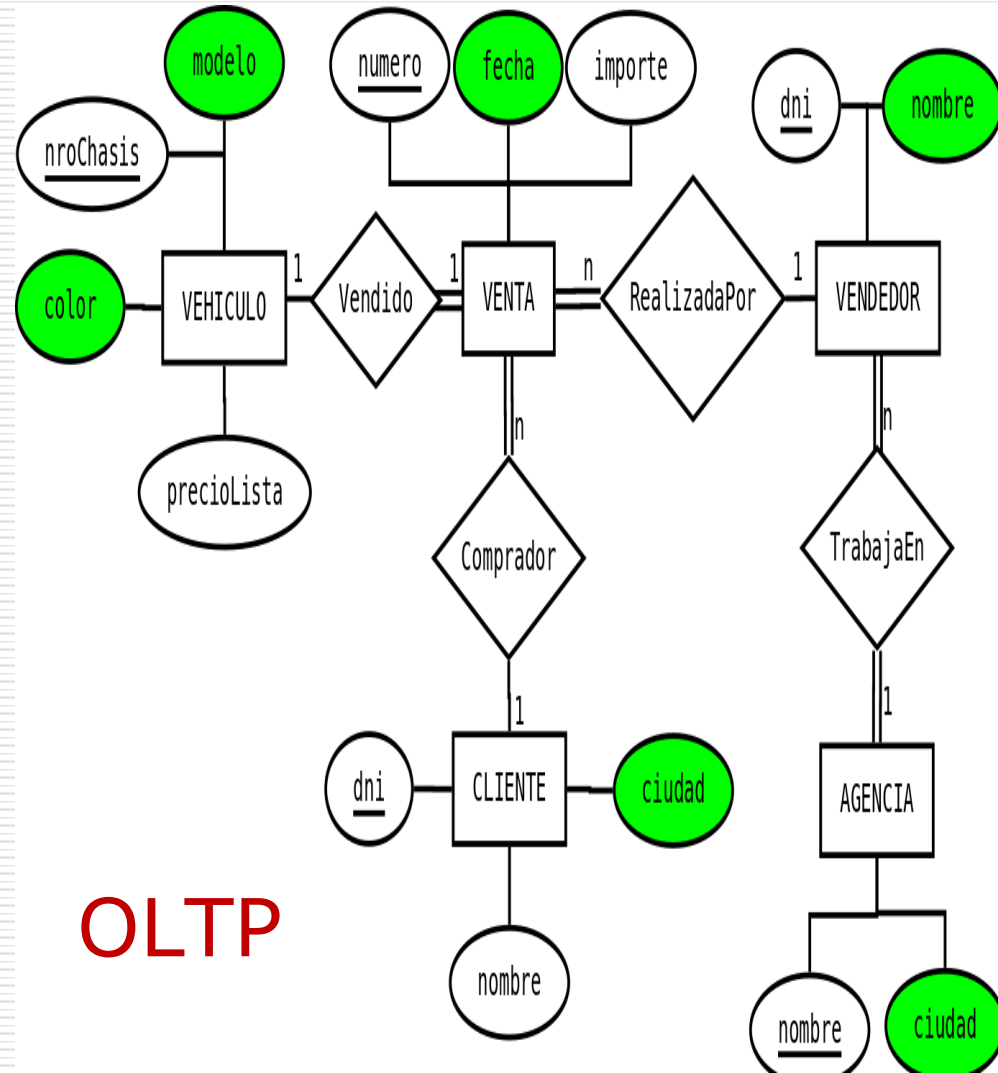 modelo
numero
fecha
importe
dni
nombre
nroChasis
color
VEHICULO
1
Vendido
1
VENTA
n
RealizadaPor
1
VENDEDOR
n
n
precioLista
Comprador
TrabajaEn
1
1
dni
CLIENTE
ciudad
AGENCIA
OLTP
nombre
nombre
ciudad